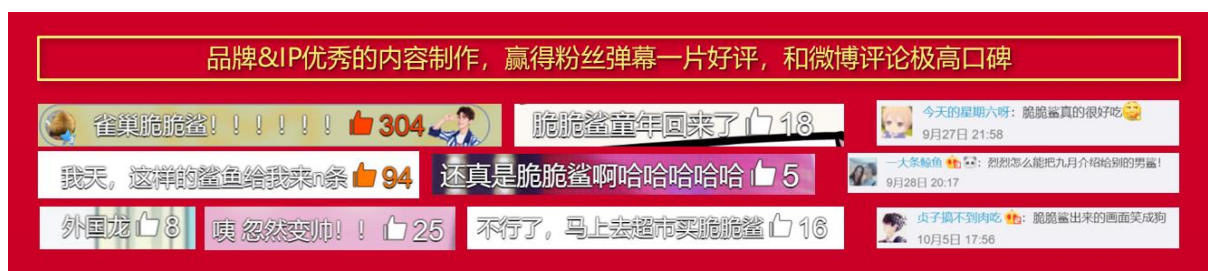 品牌&IP优秀的内容制作，赢得粉丝弹幕一片好评，和微博评论极高口碑
雀巢脆脆鲨！！！！！！ 304
脆脆鲨童年回来了 18
今天的星期六呀：脆脆鲨真的很好吃
9月27日 21:58
我天，这样的鲨鱼给我来n条 94
还真是脆脆鲨啊哈哈哈哈哈 5
一大条鲸鱼：烈烈怎么能把九月介绍给别的男鲨！
9月28日 20:17
外国龙 8
咦 忽然变帅！！ 25
不行了，马上去超市买脆脆鲨 16
贞子搞不到肉吃：脆脆鲨出来的画面笑成狗
10月5日 17:56